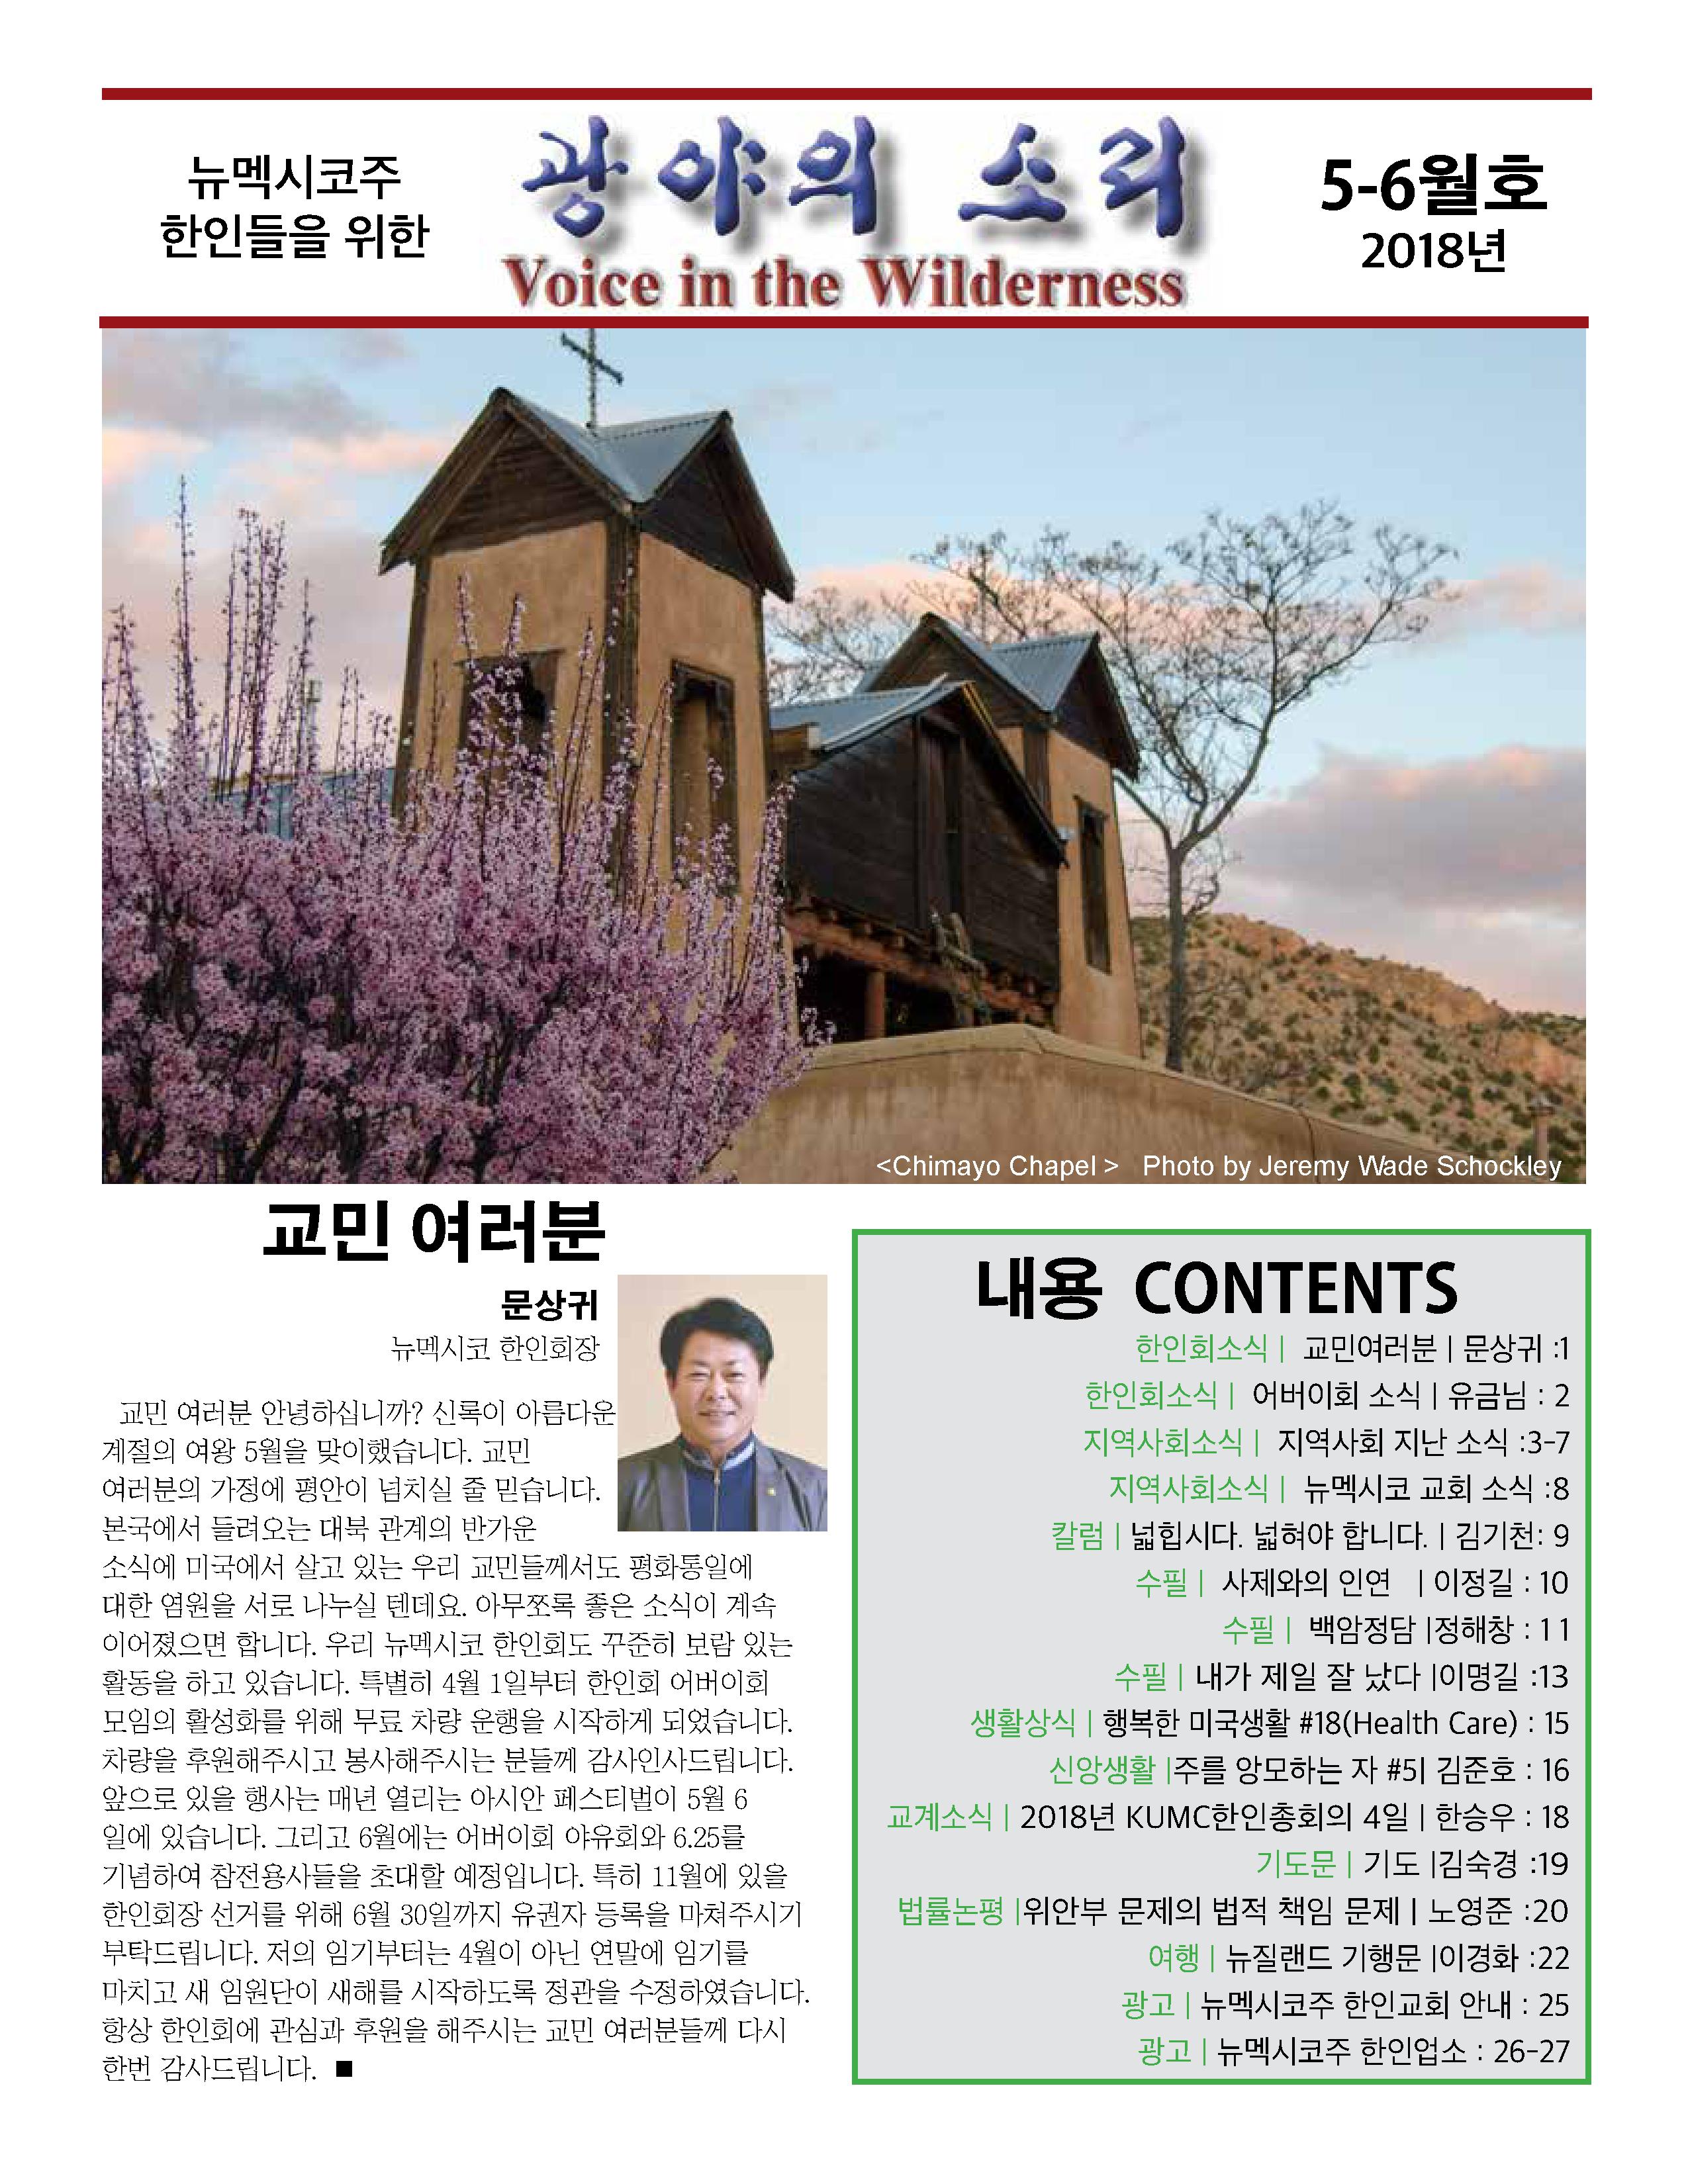 뉴멕시코주
한인들을 위한
광야의 소리
Voice in the Wilderness
5-6월호
2018년
<Chimayo Chapel > Photo by Jeremy Wade Schockley
교민 여러분
문상귀
뉴멕시코 한인회장
교민 여러분 안녕하십니까? 신록이 아름다운
계절의 여왕 5월을 맞이했습니다. 교민
여러분의 가정에 평안이 넘치실 줄 믿습니다.
본국에서 들려오는 대북 관계의 반가운
소식에 미국에서 살고 있는 우리 교민들께서도 평화통일에
대한 염원을 서로 나누실 텐데요. 아무쪼록 좋은 소식이 계속
이어졌으면 합니다. 우리 뉴멕시코 한인회도 꾸준히 보람 있는
활동을 하고 있습니다. 특별히 4월 1일부터 한인회 어버이회
모임의 활성화를 위해 무료 차량 운행을 시작하게 되었습니다.
차량을 후원해주시고 봉사해주시는 분들께 감사인사드립니다.
앞으로 있을 행사는 매년 열리는 아시안 페스티벌이 5월 6
일에 있습니다. 그리고 6월에는 어버이회 야유회와 6.25를
기념하여 참전용사들을 초대할 예정입니다. 특히 11월에 있을
한인회장 선거를 위해 6월 30일까지 유권자 등록을 마쳐주시기
부탁드립니다. 저의 임기부터는 4월이 아닌 연말에 임기를
마치고 새 임원단이 새해를 시작하도록 정관을 수정하였습니다.
항상 한인회에 관심과 후원을 해주시는 교민 여러분들께 다시
한번 감사드립니다. ■
내용 CONTENTS
한인회소식 | 교민여러분 | 문상귀 :1
한인회소식 | 어버이회 소식 | 유금님 : 2
지역사회소식 | 지역사회 지난 소식 :3-7
지역사회소식 | 뉴멕시코 교회 소식 :8
칼럼 | 넓힙시다. 넓혀야 합니다. | 김기천: 9
수필 | 사제와의 인연 | 이정길 : 10
수필 | 백암정담 |정해창 : 11
수필 | 내가 제일 잘 났다 |이명길 :13
생활상식 | 행복한 미국생활 #18(Health Care) : 15
신앙생활 |주를 앙모하는 자 #5| 김준호 : 16
교계소식 | 2018년 KUMC한인총회의 4일 | 한승우 : 18
기도문 | 기도 |김숙경 :19
법률논평 |위안부 문제의 법적 책임 문제 | 노영준 :20
여행 | 뉴질랜드 기행문 |이경화 :22
광고 | 뉴멕시코주 한인교회 안내 : 25
광고 | 뉴멕시코주 한인업소 : 26-27